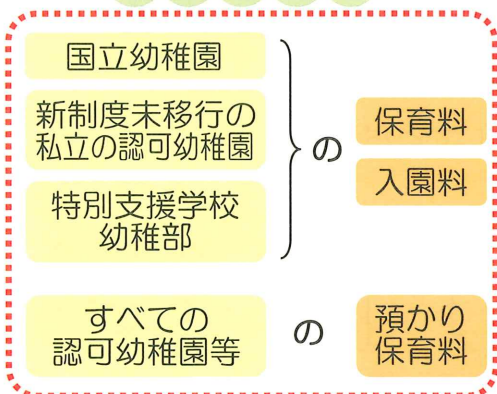 国立幼稚園
新制度未移行の
私立の認可幼稚園
特別支援学校
幼稚部
の
保育料
入園料
すべての
認可幼稚園等
の
預かり
保育料